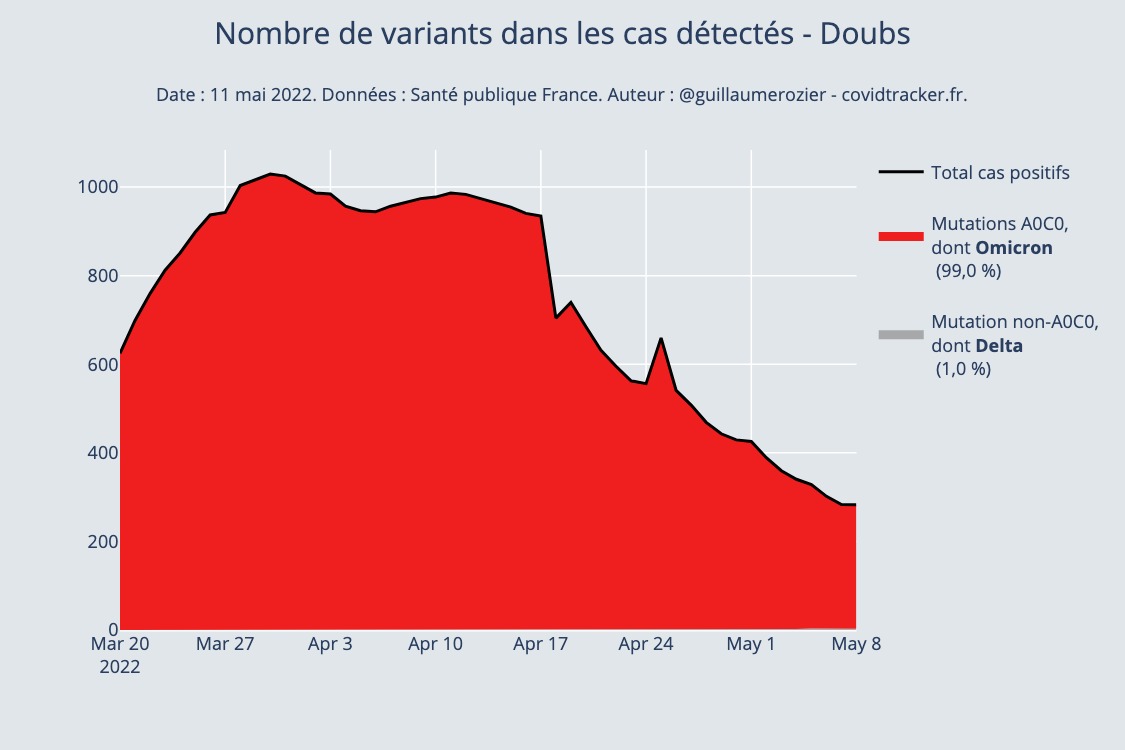 Nombre de variants dans les cas détectés - Doubs
Date : 11 mai 2022. Données : Santé publique France. Auteur : @guillaumerozier - covidtracker.fr.
Total cas positifs
Mutations A0C0,
dont Omicron
(99,0 %)
Mutation non-A0C0,
dont Delta
(1,0 %)
1000
800
600
400
200
0
Mar 20 Mar 27 Apr 3 Apr 10 Apr 17 Apr 24 May 1 May 8
2022